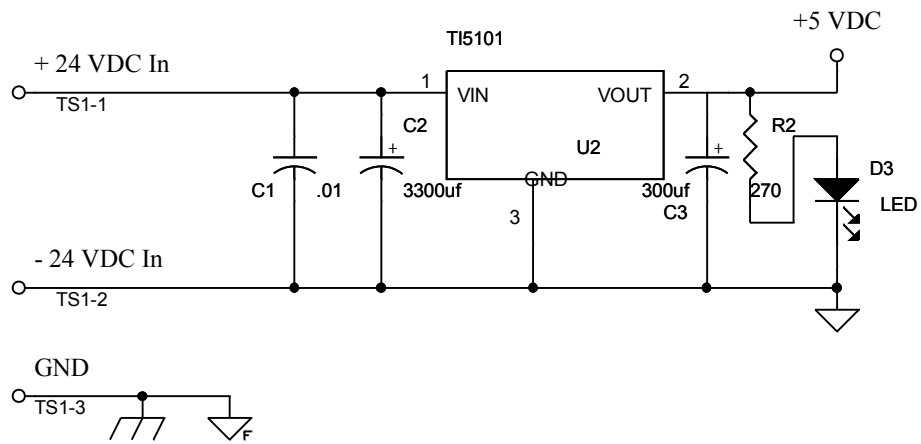 +5 VDC
TI5101
+ 24 VDC In
TS1-1
1
VIN
VOUT
2
C2
+
U2
+
R2
D3
C1
.01
3300uf
GND
300uf
270
LED
C3
3
- 24 VDC In
TS1-2
GND
TS1-3
F